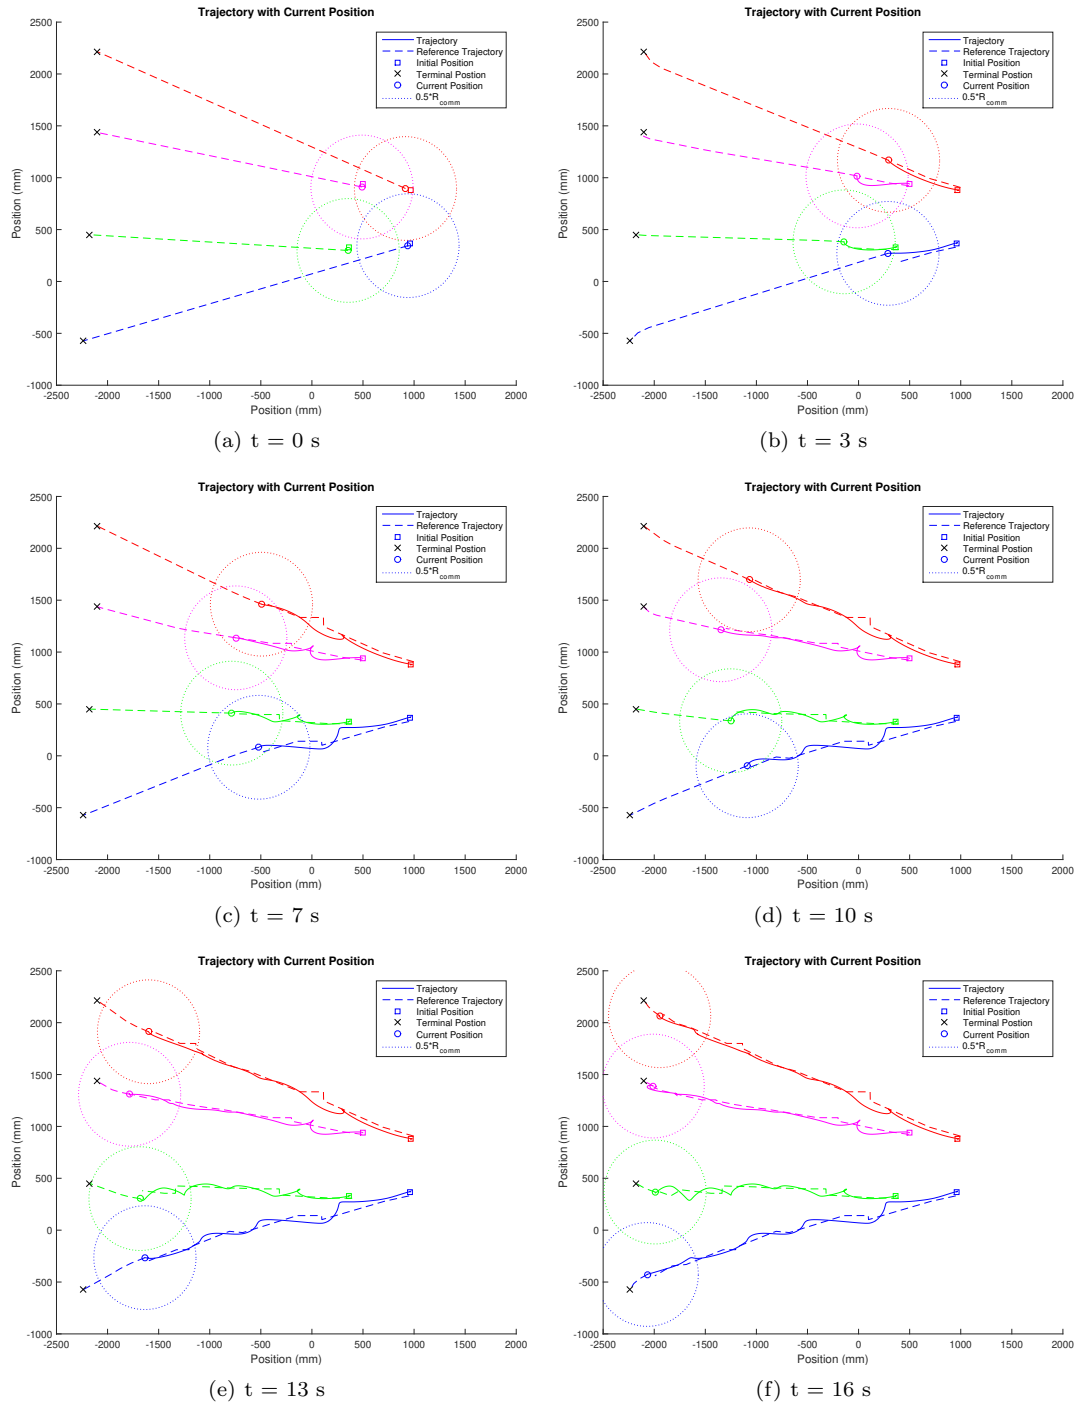 Trajectory with Current Position
Trajectory with Current Position
2500
2000
1500
1000
500
0
-500
-1000
Position (mm)
-2500 -2000 -1500 -1000 -500 0 500 1000 1500 2000
Position (mm)
Trajectory
Reference Trajectory
Initial Position
Terminal Postion
Current Position
0.5*R_comm
2500
2000
1500
1000
500
0
-500
-1000
Position (mm)
-2500 -2000 -1500 -1000 -500 0 500 1000 1500 2000
Position (mm)
Trajectory
Reference Trajectory
Initial Position
Terminal Postion
Current Position
0.5*R_comm
(a) t = 0 s
(b) t = 3 s
Trajectory with Current Position
Trajectory with Current Position
2500
2000
1500
1000
500
0
-500
-1000
Position (mm)
-2500 -2000 -1500 -1000 -500 0 500 1000 1500 2000
Position (mm)
Trajectory
Reference Trajectory
Initial Position
Terminal Postion
Current Position
0.5*R_comm
2500
2000
1500
1000
500
0
-500
-1000
Position (mm)
-2500 -2000 -1500 -1000 -500 0 500 1000 1500 2000
Position (mm)
Trajectory
Reference Trajectory
Initial Position
Terminal Postion
Current Position
0.5*R_comm
(c) t = 7 s
(d) t = 10 s
Trajectory with Current Position
Trajectory with Current Position
2500
2000
1500
1000
500
0
-500
-1000
Position (mm)
-2500 -2000 -1500 -1000 -500 0 500 1000 1500 2000
Position (mm)
Trajectory
Reference Trajectory
Initial Position
Terminal Postion
Current Position
0.5*R_comm
2500
2000
1500
1000
500
0
-500
-1000
Position (mm)
-2500 -2000 -1500 -1000 -500 0 500 1000 1500 2000
Position (mm)
Trajectory
Reference Trajectory
Initial Position
Terminal Postion
Current Position
0.5*R_comm
(e) t = 13 s
(f) t = 16 s